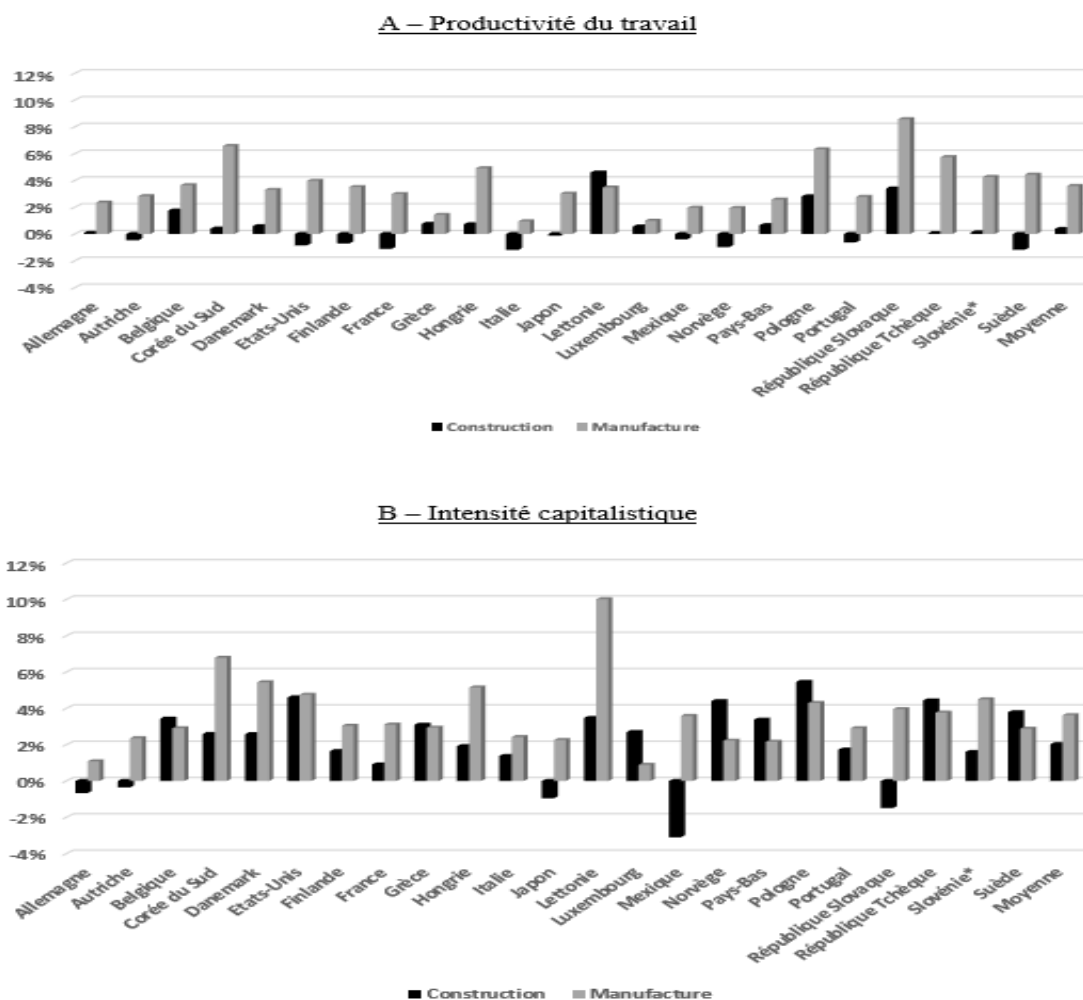 A – Productivité du travail
12%
10%
8%
6%
4%
2%
0%
-2%
-4%
Allemagne
Autriche
Belgique
Corée du Sud
Danemark
Etats-Unis
Finlande
France
Grèce
Hongrie
Italie
Japon
Lettonie
Luxembourg
Mexique
Norvège
Pays-Bas
Pologne
Portugal
République Slovaque
République Tchèque
Slovénie*
Suède
Moyenne
Construction Manufacture
B – Intensité capitalistique
12%
10%
8%
6%
4%
2%
0%
-2%
-4%
Allemagne
Autriche
Belgique
Corée du Sud
Danemark
Etats-Unis
Finlande
France
Grèce
Hongrie
Italie
Japon
Lettonie
Luxembourg
Mexique
Norvège
Pays-Bas
Pologne
Portugal
République Slovaque
République Tchèque
Slovénie*
Suède
Moyenne
Construction Manufacture